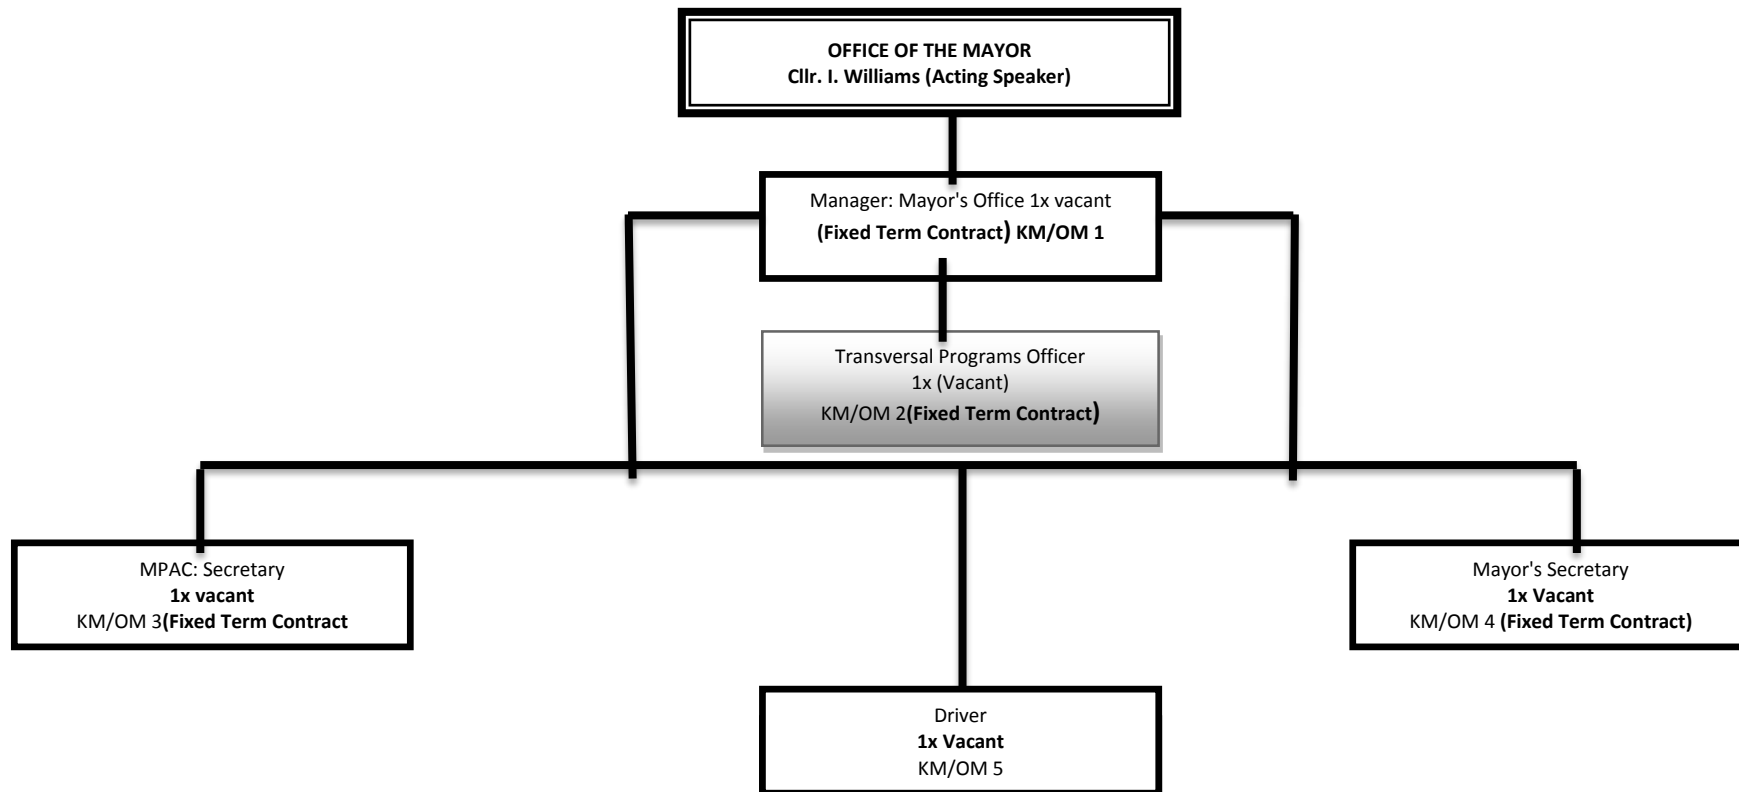 OFFICE OF THE MAYOR
Cllr. I. Williams (Acting Speaker)
Manager: Mayor's Office 1x vacant
(Fixed Term Contract) KM/OM 1
Transversal Programs Officer
1x (Vacant)
KM/OM 2(Fixed Term Contract)
MPAC: Secretary
1x vacant
KM/OM 3(Fixed Term Contract
Mayor's Secretary
1x Vacant
KM/OM 4 (Fixed Term Contract)
Driver
1x Vacant
KM/OM 5